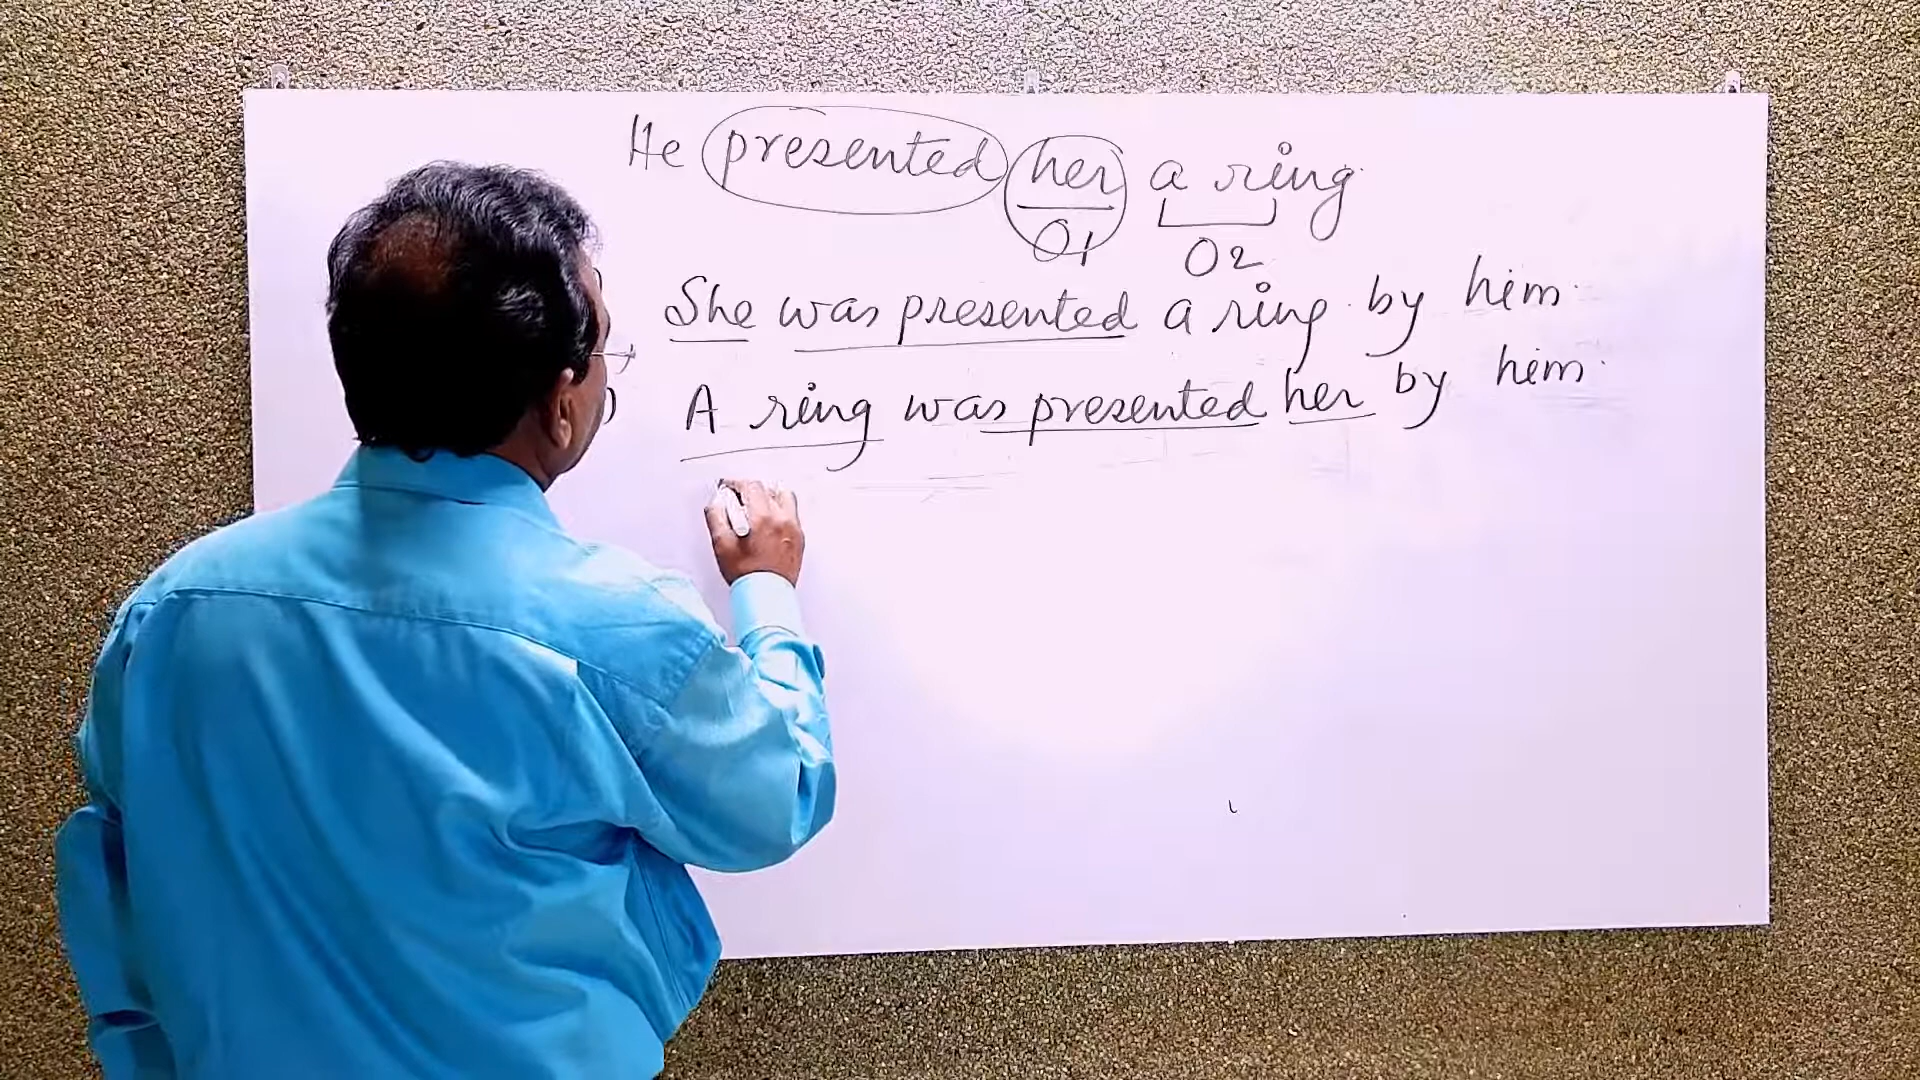 He presented her a ring.
O1 O2
) She was presented a ring by him.
) A ring was presented her by him.